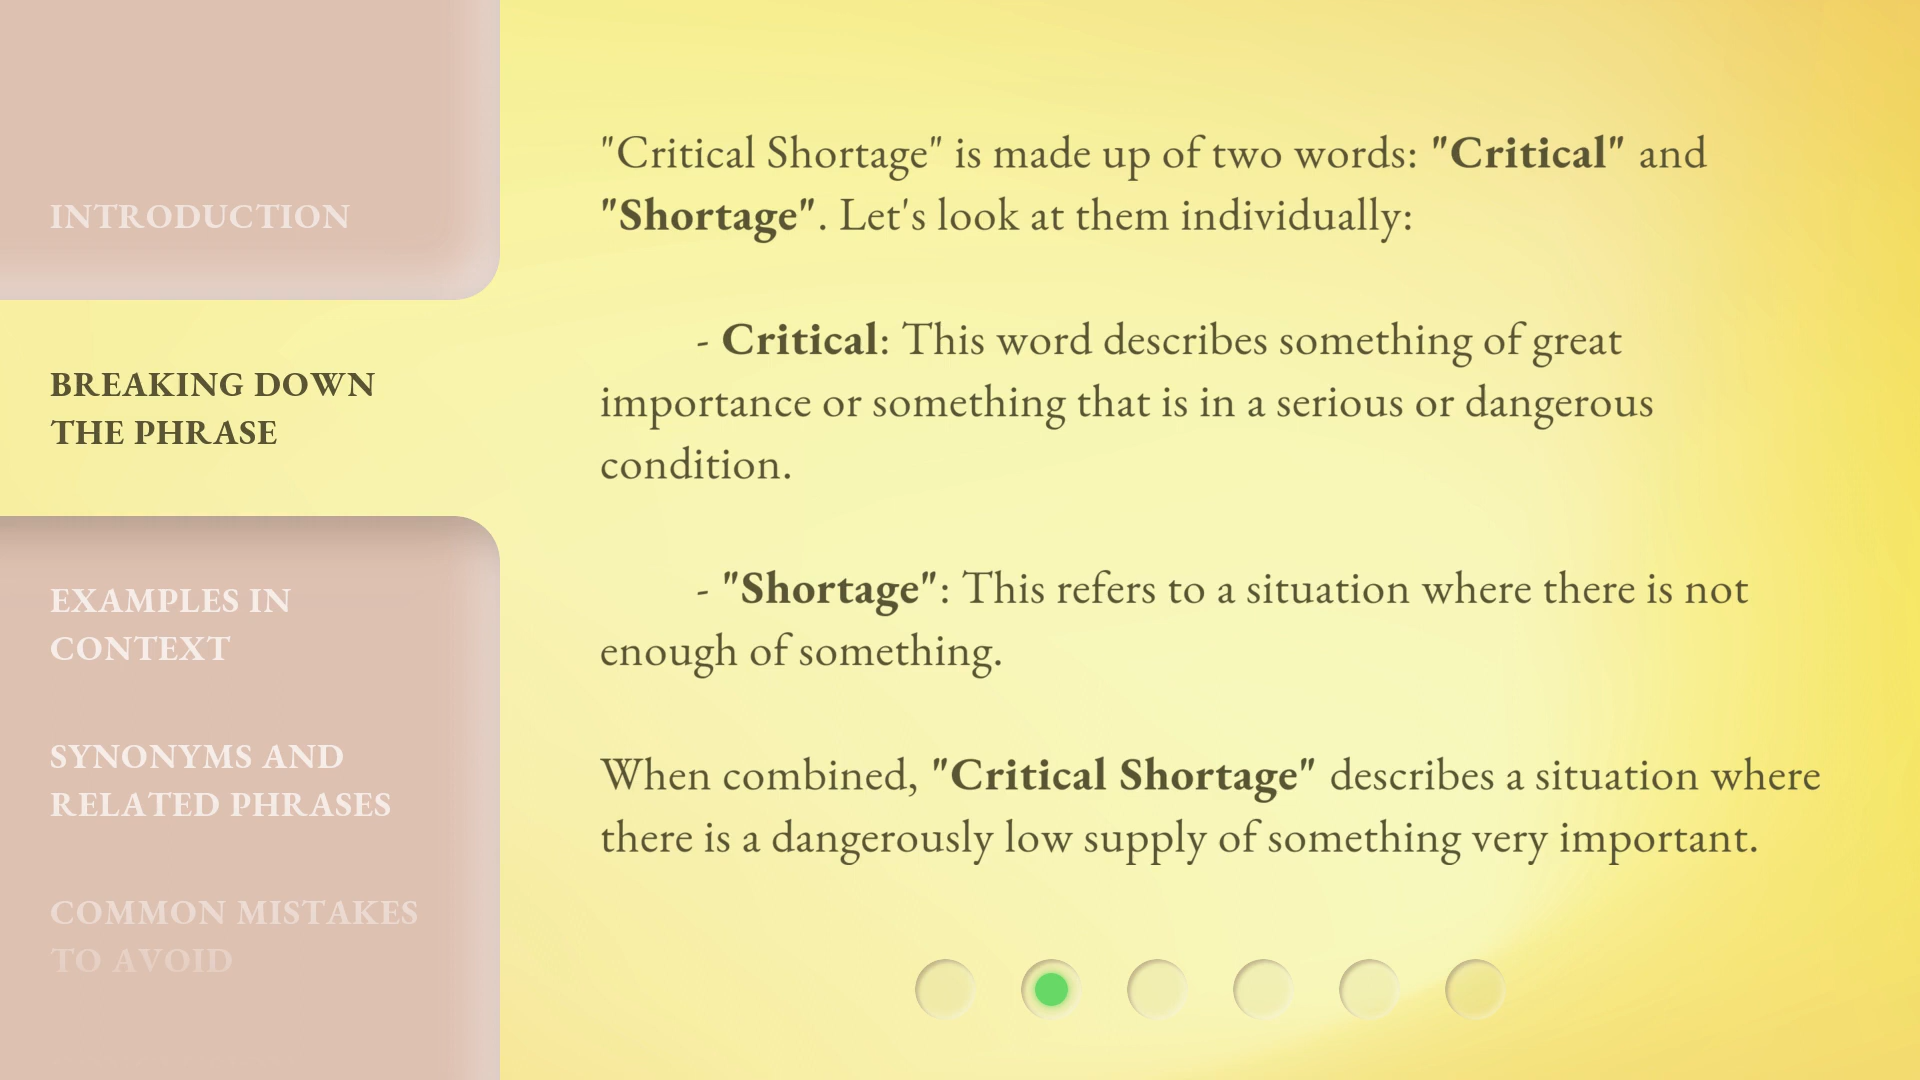 INTRODUCTION
BREAKING DOWN
THE PHRASE
EXAMPLES IN
CONTEXT
SYNONYMS AND
RELATED PHRASES
COMMON MISTAKES
TO AVOID
"Critical Shortage" is made up of two words: "Critical" and
"Shortage". Let's look at them individually:
- Critical: This word describes something of great
importance or something that is in a serious or dangerous
condition.
- "Shortage": This refers to a situation where there is not
enough of something.
When combined, "Critical Shortage" describes a situation where
there is a dangerously low supply of something very important.